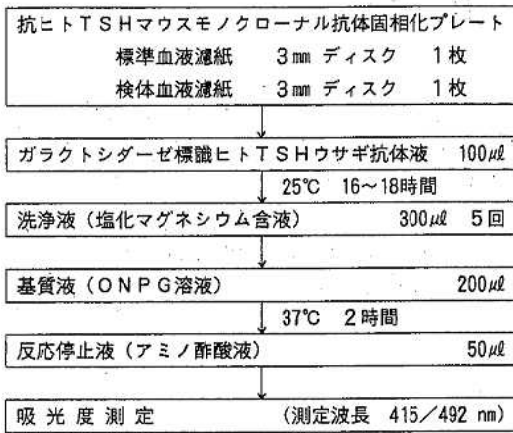 抗ヒトTSHマウスモノクローナル抗体固相化プレート
標準血液濾紙 3㎜ ディスク 1枚
検体血液濾紙 3㎜ ディスク 1枚
ガラクトシダーゼ標識ヒトTSHウサギ抗体液 100㎕
25℃ 16~18時間
洗浄液(塩化マグネシウム含液) 300㎕ 5回
基質液(ONPG溶液) 200㎕
37℃ 2時間
反応停止液(アミノ酢酸液) 50㎕
吸光度測定 (測定波長 415/492 nm)